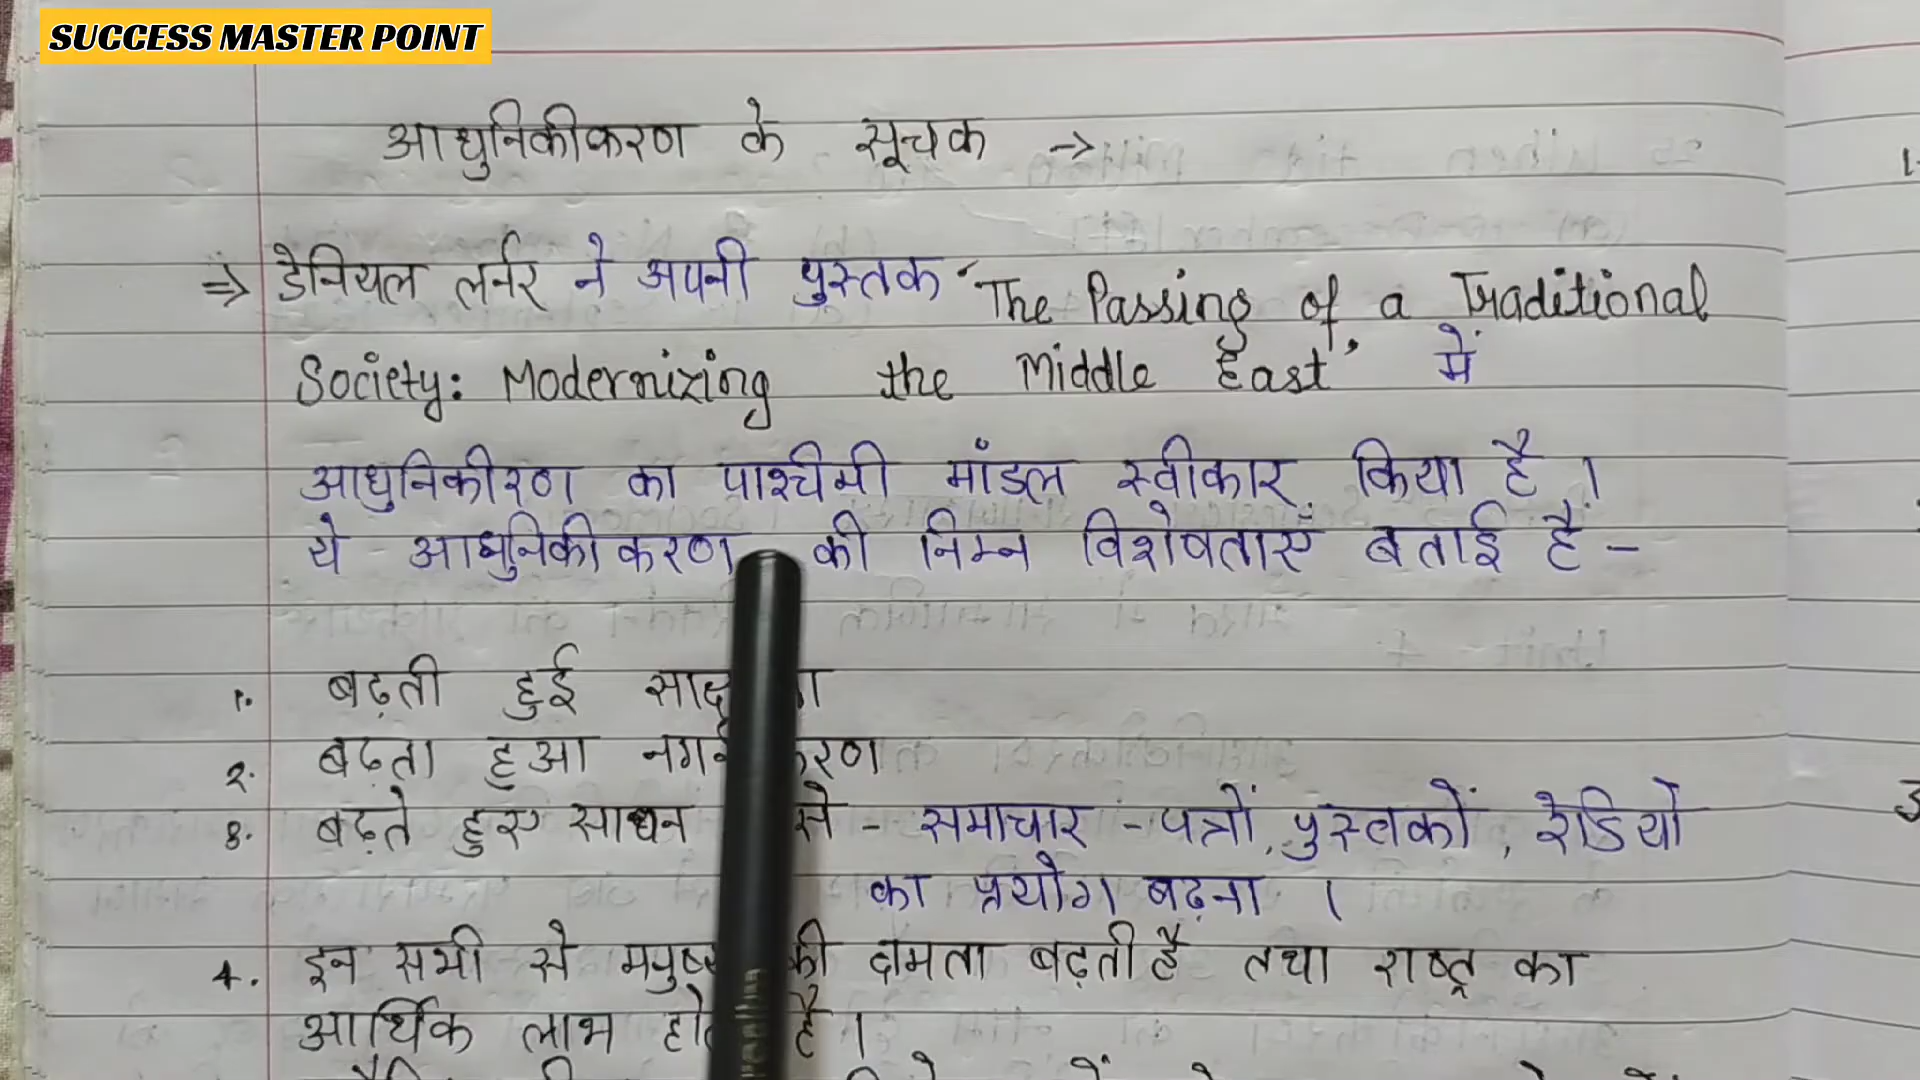 SUCCESS MASTER POINT
आधुनिकीकरण के सूचक →
⇒ डेनियल लर्नर ने अपनी पुस्तक 'The Passing of a Traditional
Society: Modernizing the Middle East' में
आधुनिकीरण का पाश्चीमी मांडल स्वीकार किया है ।
ये आधुनिकीकरण की निम्न विशेषताएँ बताई हैं -
1. बढ़ती हुई
2. बढ़ता हुआ
3. बढ़ते हुए साधन से - समाचार - पत्रों, पुस्तकों, रेडियो
का प्रयोग बढ़ना ।
4. इन सभी से की क्षमता बढ़ती है तथा राष्ट्र का
आर्थिक लाभ है ।